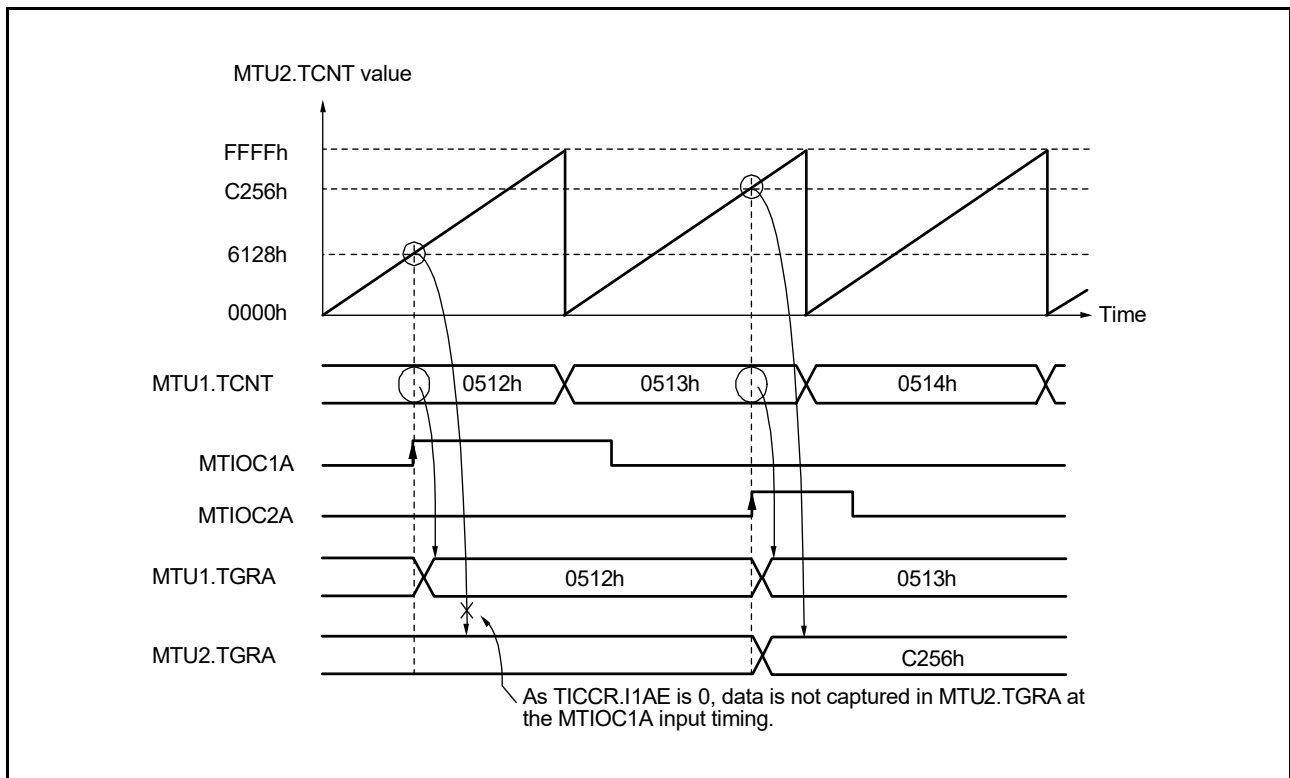 MTU2.TCNT value
FFFFh
C256h
6128h
0000h
Time
MTU1.TCNT
0512h
0513h
0514h
MTIOC1A
MTIOC2A
MTU1.TGRA
0512h
0513h
MTU2.TGRA
C256h
As TICCR.I1AE is 0, data is not captured in MTU2.TGRA at
the MTIOC1A input timing.